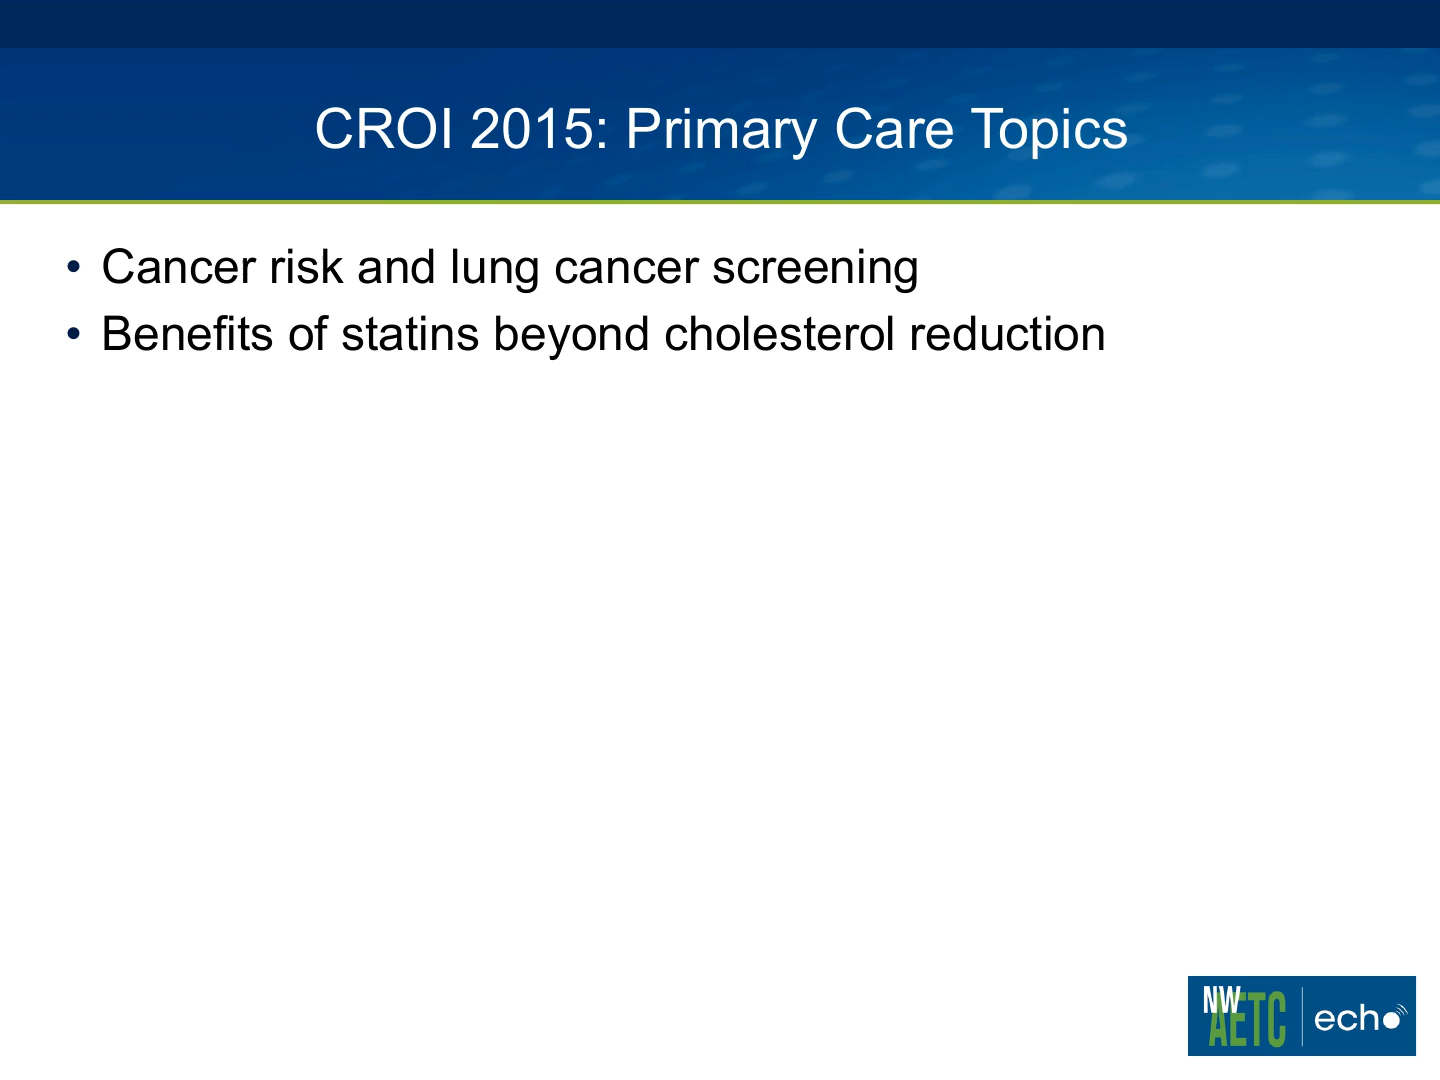 CROI 2015: Primary Care Topics
• Cancer risk and lung cancer screening
• Benefits of statins beyond cholesterol reduction
NW
AETC
echo